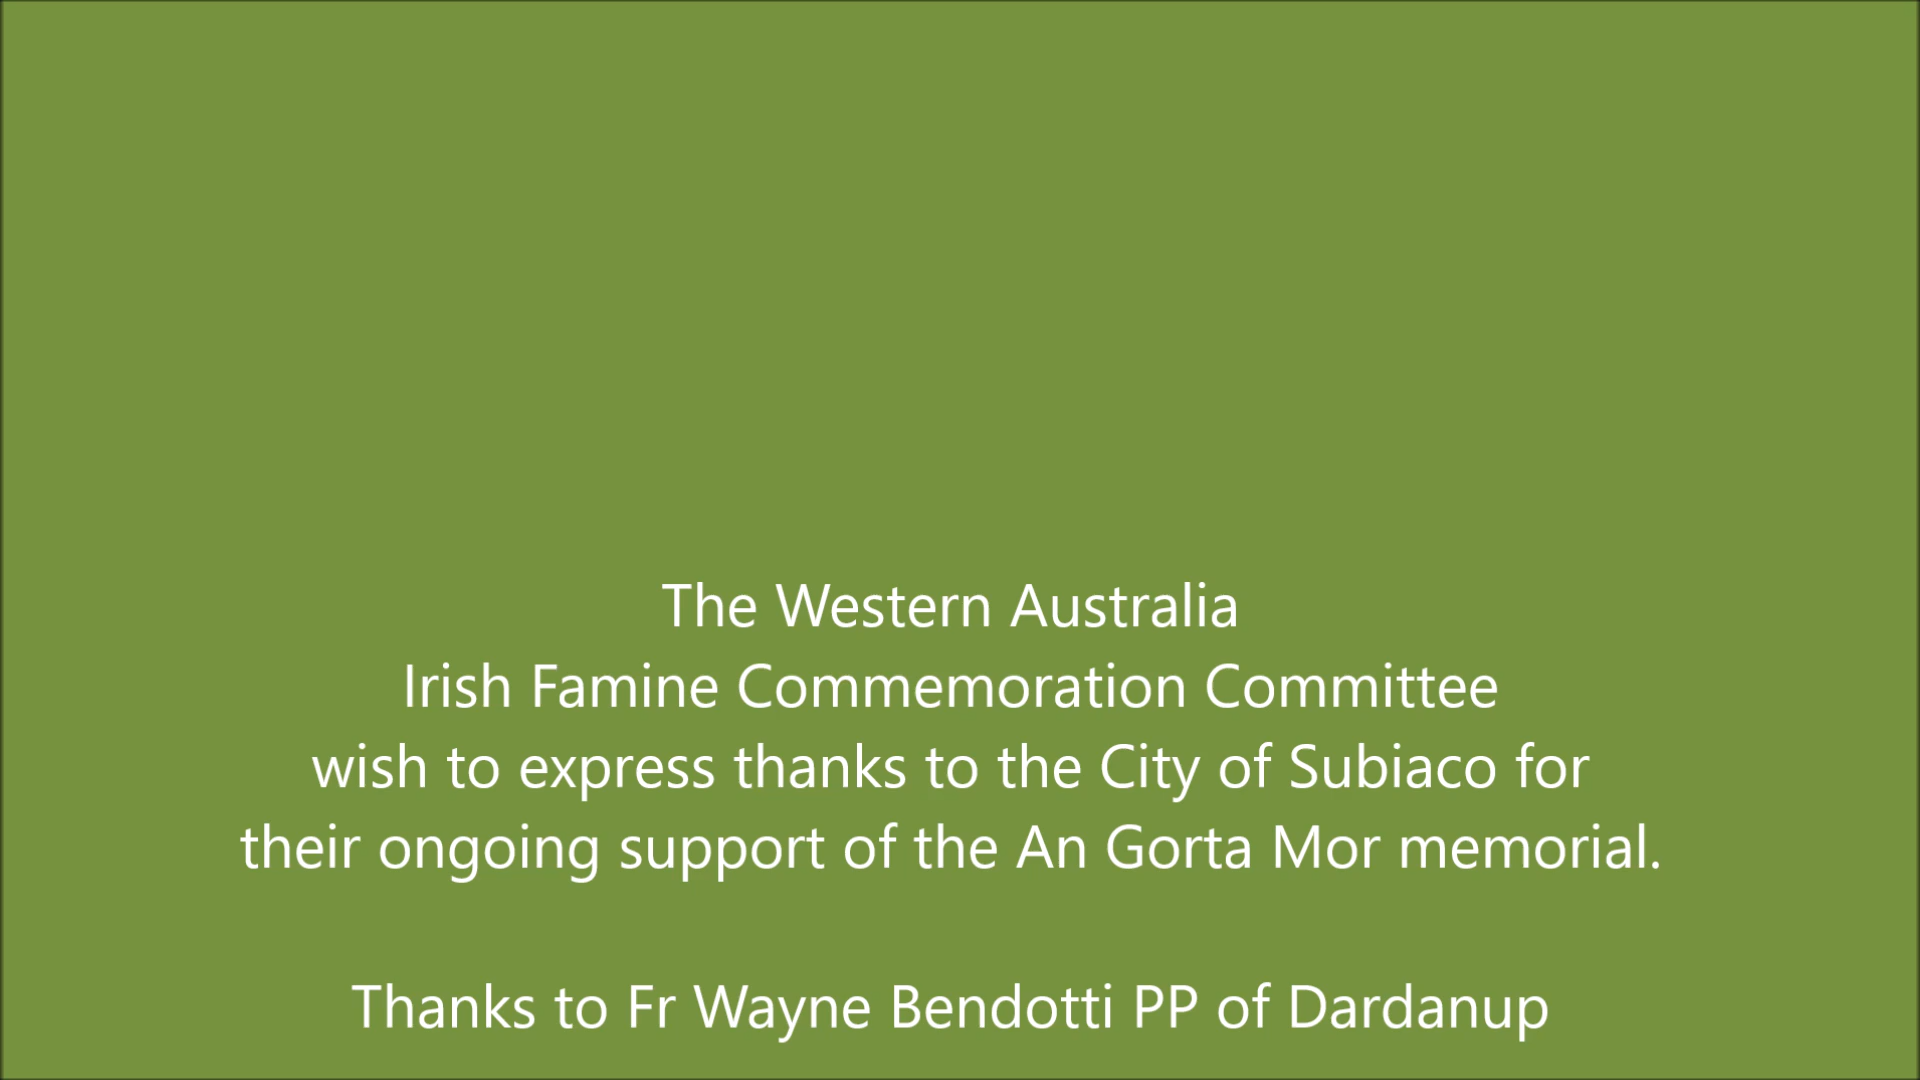 The Western Australia
Irish Famine Commemoration Committee
wish to express thanks to the City of Subiaco for
their ongoing support of the An Gorta Mor memorial.
Thanks to Fr Wayne Bendotti PP of Dardanup